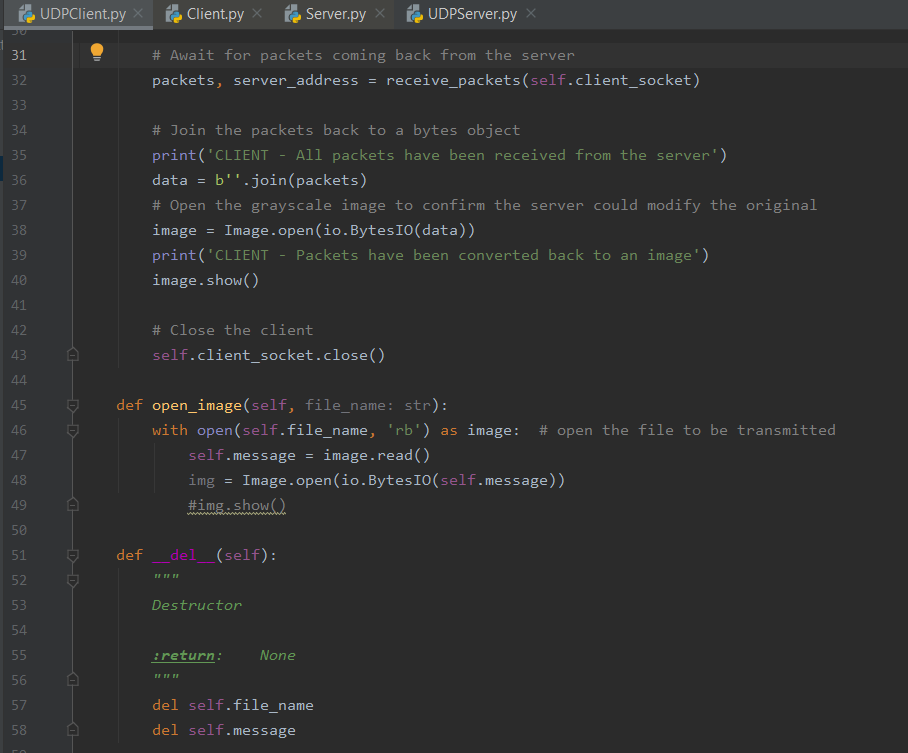 UDPClient.py Client.py Server.py UDPServer.py
31 # Await for packets coming back from the server
32 packets, server_address = receive_packets(self.client_socket)
33
34 # Join the packets back to a bytes object
35 print('CLIENT - All packets have been received from the server')
36 data = b''.join(packets)
37 # Open the grayscale image to confirm the server could modify the original
38 image = Image.open(io.BytesIO(data))
39 print('CLIENT - Packets have been converted back to an image')
40 image.show()
41
42 # Close the client
43 self.client_socket.close()
44
45 def open_image(self, file_name: str):
46 with open(self.file_name, 'rb') as image:  # open the file to be transmitted
47 self.message = image.read()
48 img = Image.open(io.BytesIO(self.message))
49 #img.show()
50
51 def __del__(self):
52 """
53 Destructor
54
55 :return:    None
56 """
57 del self.file_name
58 del self.message